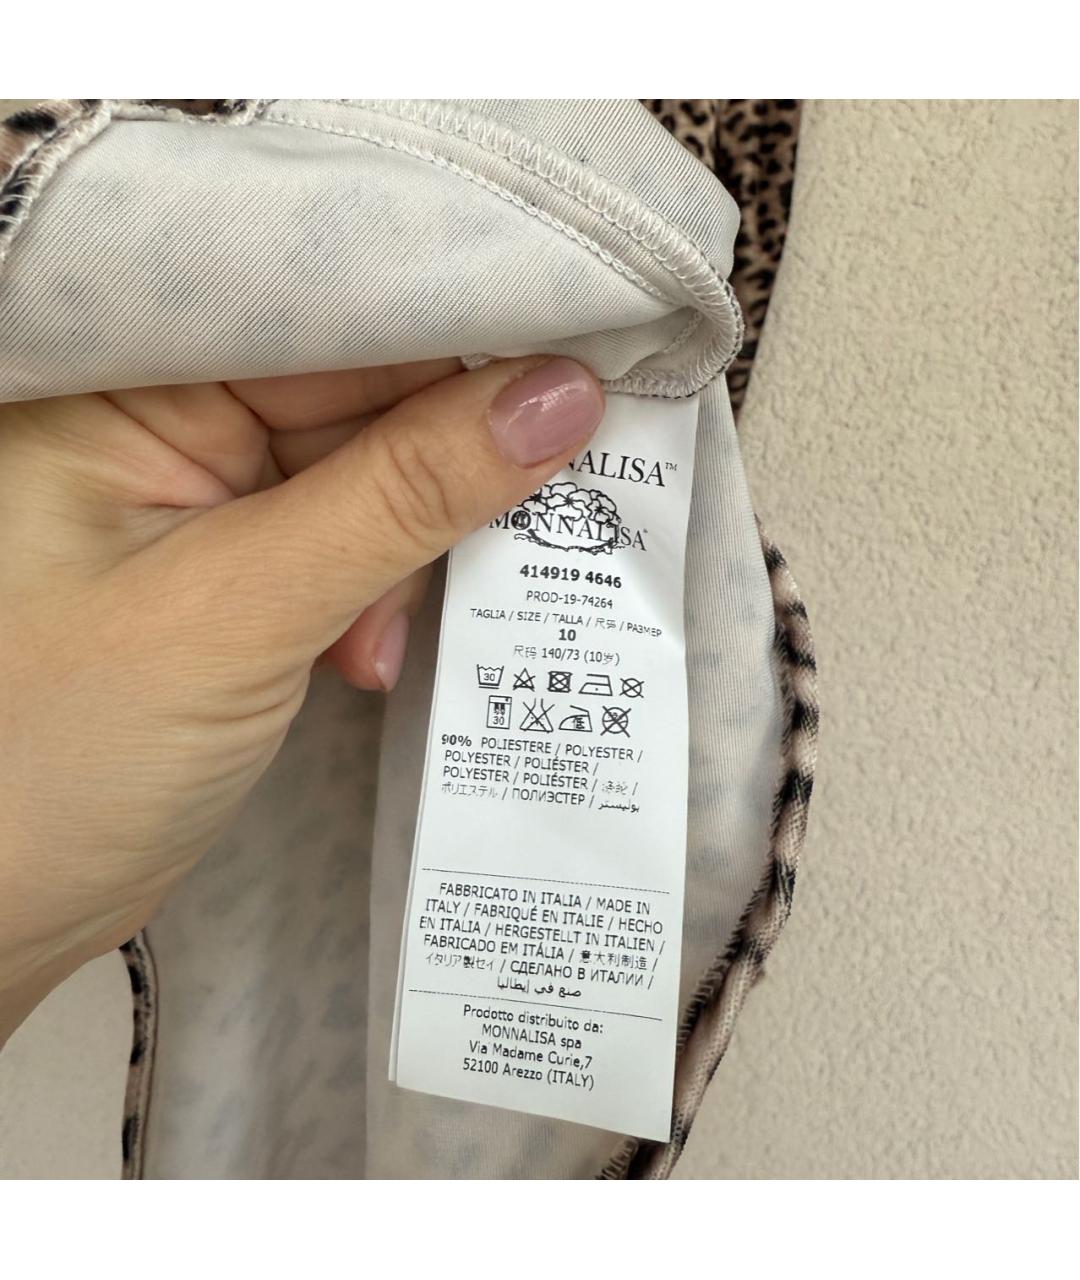 NALISA™
MONNALISA®
414919 4646
PROD-19-74264
TAGLIA / SIZE / TALLA / 尺码 / РАЗМЕР
10
尺码 140/73 (10岁)
30
30
90% POLIESTERE / POLYESTER /
POLYESTER / POLIÉSTER /
POLYESTER / POLIÉSTER / 涤纶 /
ポリエステル / ПОЛИЭСТЕР / بوليستر
FABBRICATO IN ITALIA / MADE IN
ITALY / FABRIQUÉ EN ITALIE / HECHO
EN ITALIA / HERGESTELLT IN ITALIEN /
FABRICADO EM ITÁLIA / 意大利制造 /
イタリア製セイ / СДЕЛАНО В ИТАЛИИ /
صنع في إيطاليا
Prodotto distribuito da:
MONNALISA spa
Via Madame Curie,7
52100 Arezzo (ITALY)